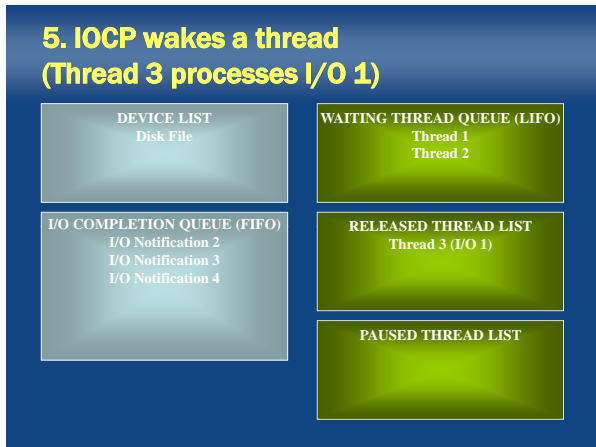 5. IOCP wakes a thread
(Thread 3 processes I/O 1)
DEVICE LIST
Disk File
I/O COMPLETION QUEUE (FIFO)
I/O Notification 2
I/O Notification 3
I/O Notification 4
WAITING THREAD QUEUE (LIFO)
Thread 1
Thread 2
RELEASED THREAD LIST
Thread 3 (I/O 1)
PAUSED THREAD LIST